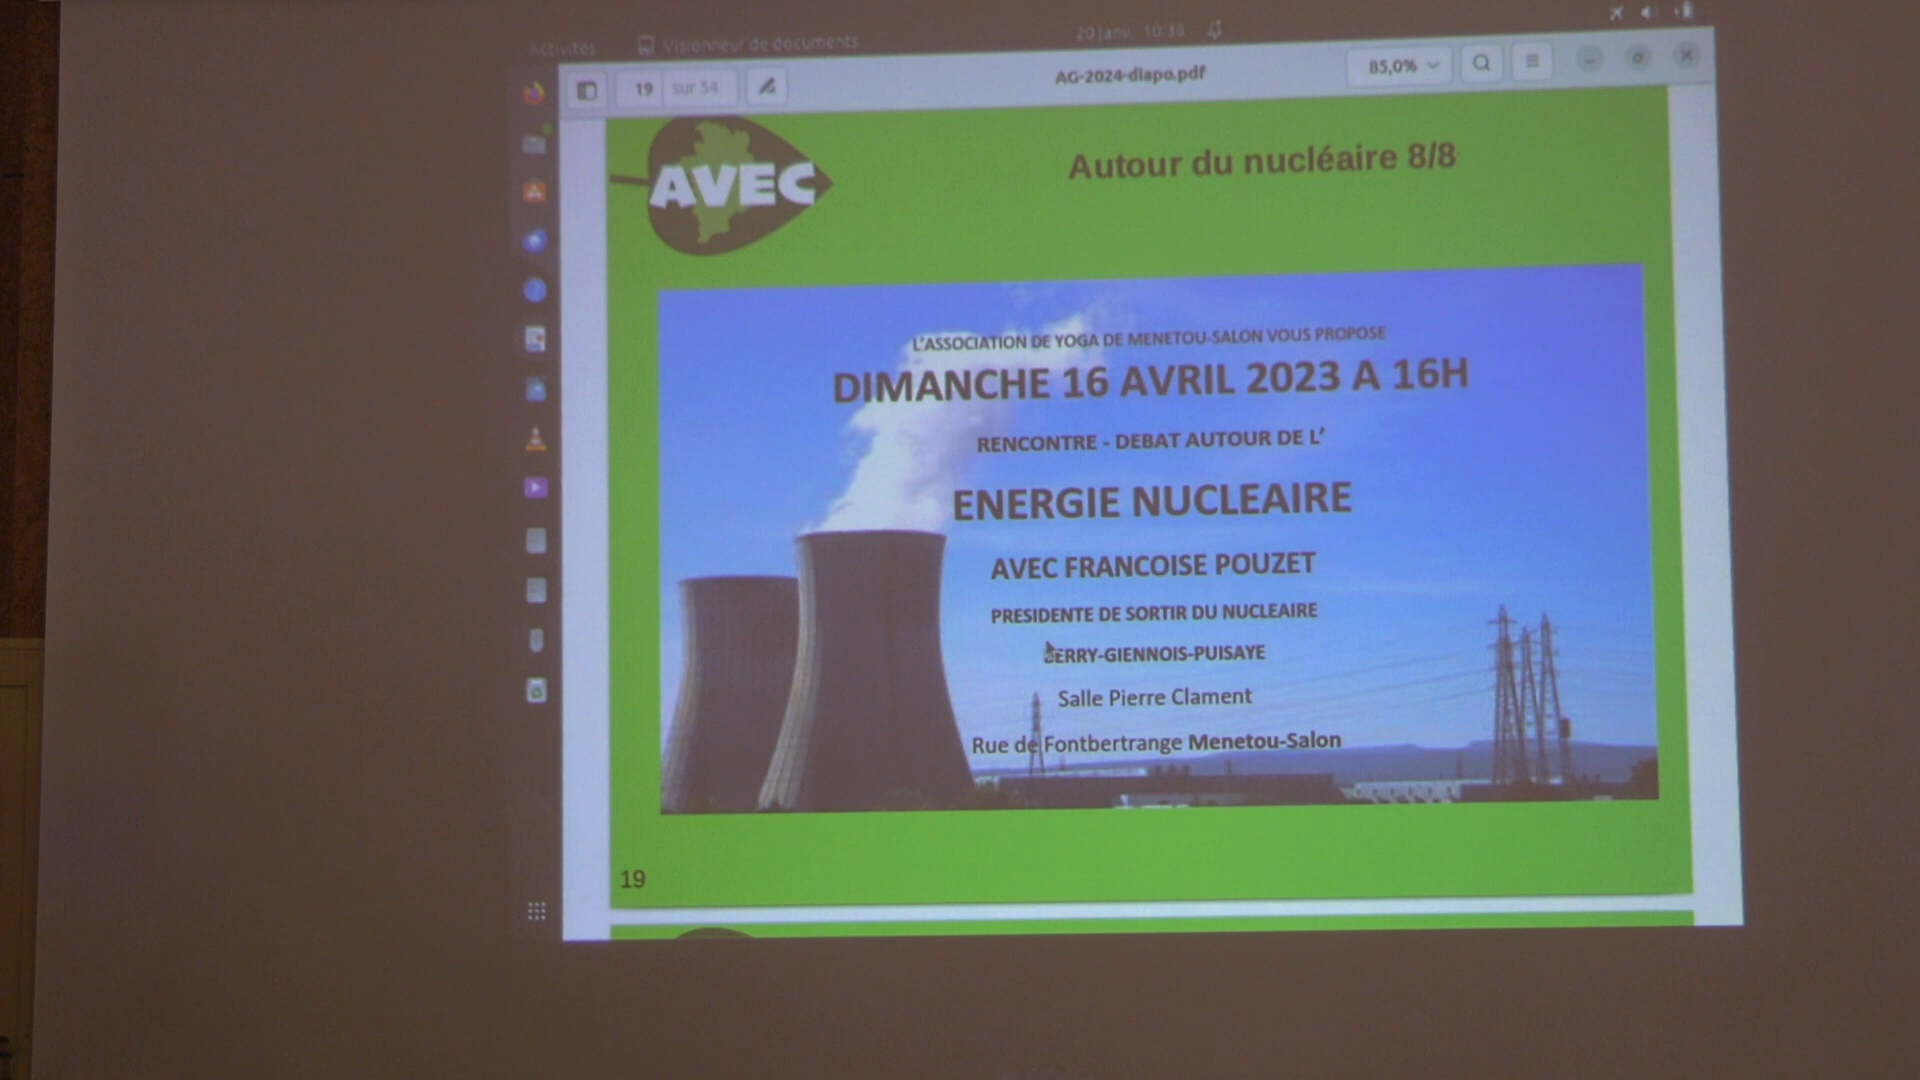 Activités
Visionneur de documents
20 janv. 10:38
19 sur 54
AG-2024-diapo.pdf
85,0%
AVEC
Autour du nucléaire 8/8
L'ASSOCIATION DE YOGA DE MENETOU-SALON VOUS PROPOSE
DIMANCHE 16 AVRIL 2023 A 16H
RENCONTRE - DEBAT AUTOUR DE L'
ENERGIE NUCLEAIRE
AVEC FRANCOISE POUZET
PRESIDENTE DE SORTIR DU NUCLEAIRE
BERRY-GIENNOIS-PUISAYE
Salle Pierre Clament
Rue de Fontbertrange Menetou-Salon
19